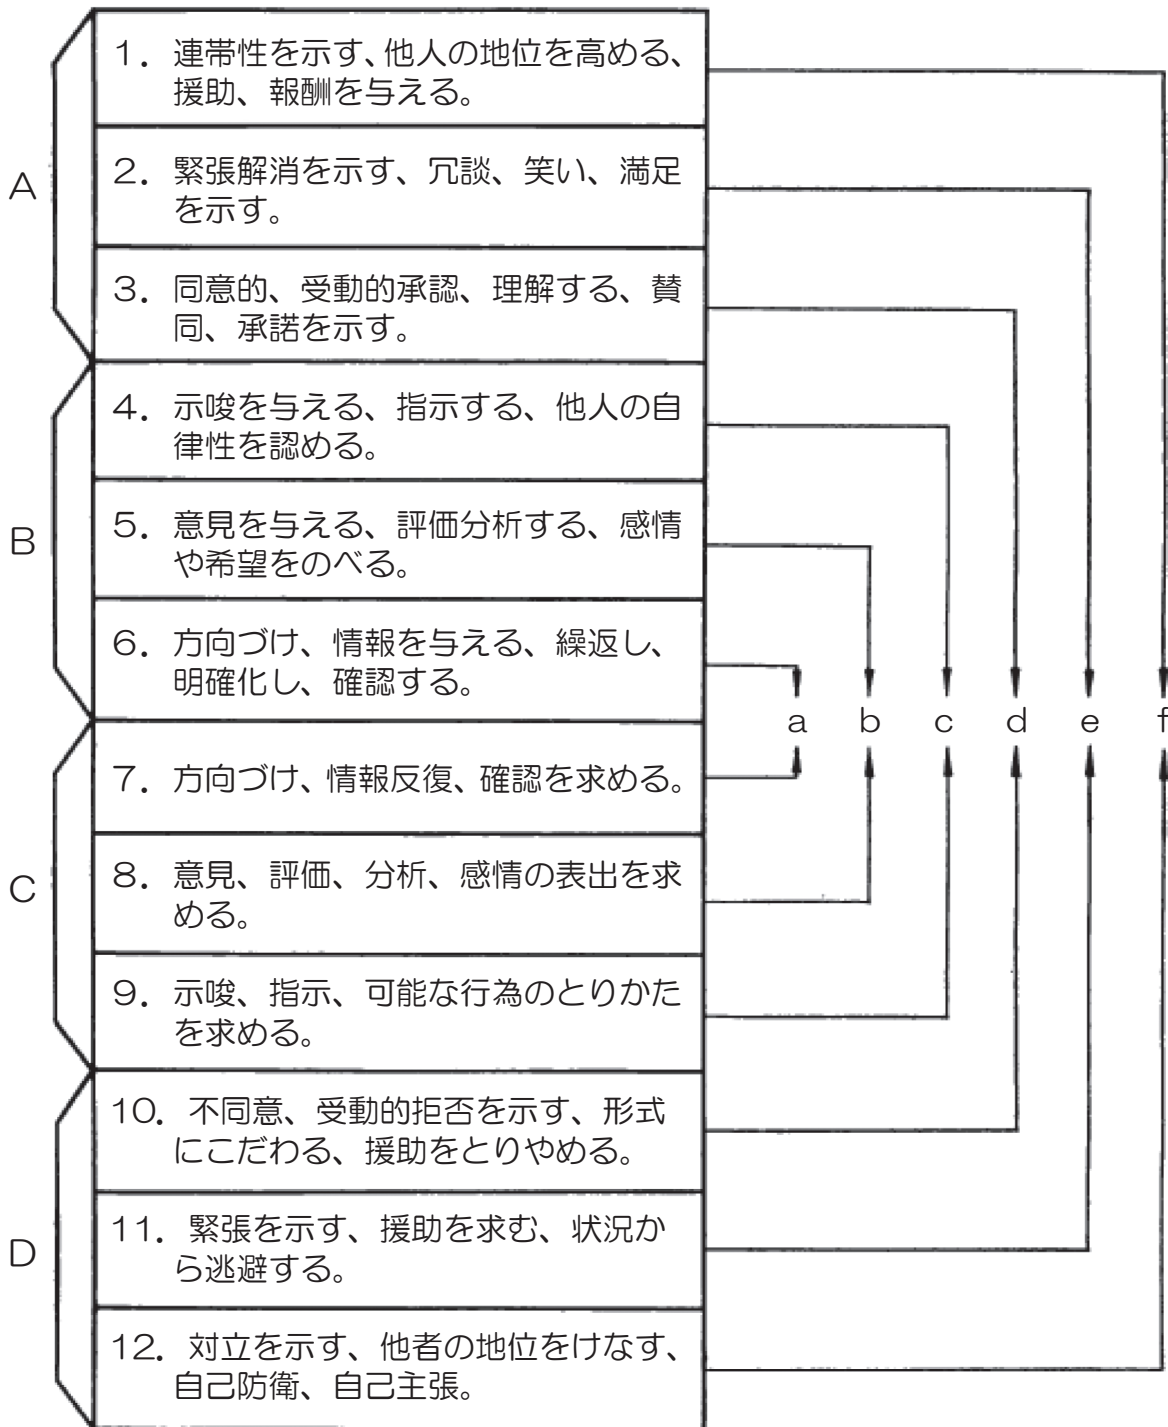 1. 連帯性を示す、他人の地位を高める、
援助、報酬を与える。
A
2. 緊張解消を示す、冗談、笑い、満足
を示す。
3. 同意的、受動的承認、理解する、賛
同、承諾を示す。
4. 示唆を与える、指示する、他人の自
律性を認める。
B
5. 意見を与える、評価分析する、感情
や希望をのべる。
6. 方向づけ、情報を与える、繰返し、
明確化し、確認する。
a b c d e f
7. 方向づけ、情報反復、確認を求める。
C
8. 意見、評価、分析、感情の表出を求
める。
9. 示唆、指示、可能な行為のとりかた
を求める。
10. 不同意、受動的拒否を示す、形式
にこだわる、援助をとりやめる。
D
11. 緊張を示す、援助を求む、状況か
ら逃避する。
12. 対立を示す、他者の地位をけなす、
自己防衛、自己主張。